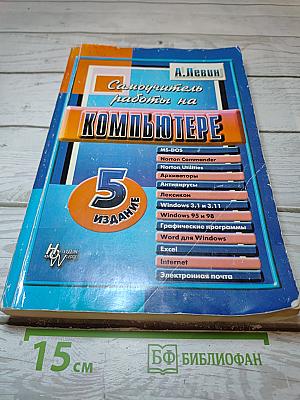 А.Левин
Самоучитель
работы на
КОМПЬЮТЕРЕ
MS-DOS
Norton Commander
Norton Utilities
Архиваторы
Антивирусы
Лексикон
Windows 3.1 и 3.11
Windows 95 и 98
Графические программы
Word для Windows
Excel
Internet
Электронная почта
5
ИЗДАНИЕ
15 см
БФ БИБЛИОФАН